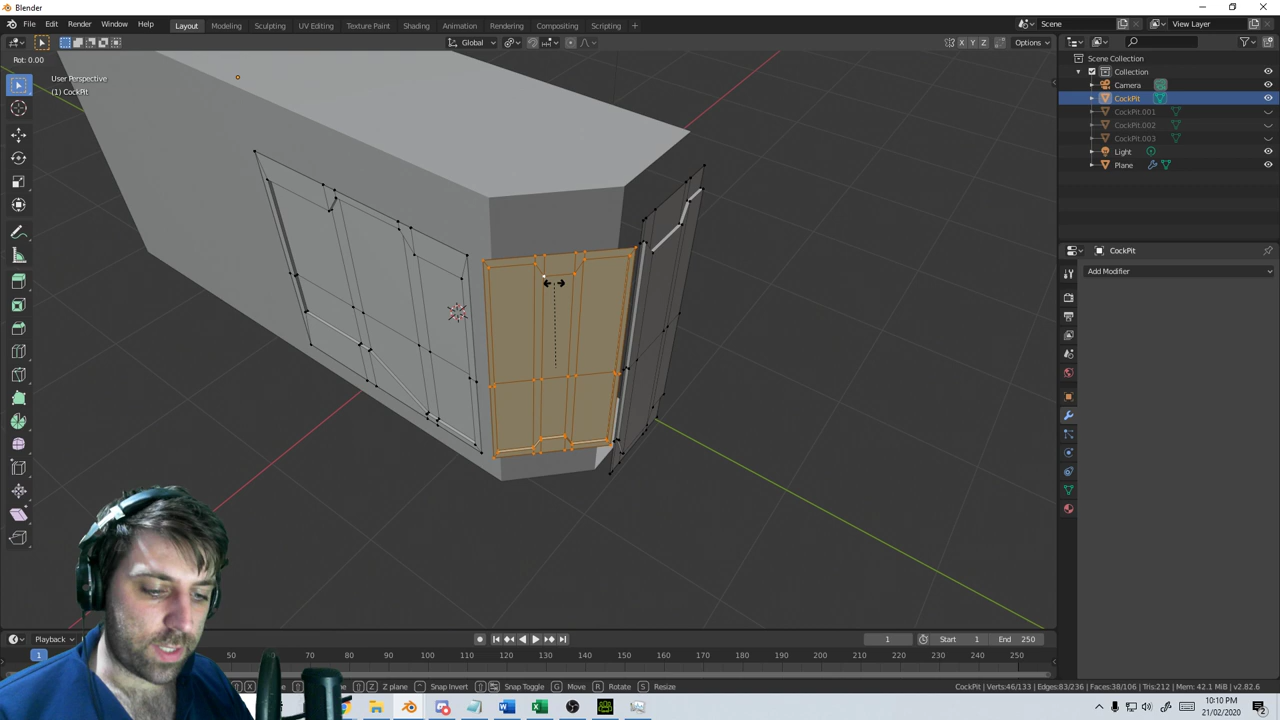 Blender
File Edit Render Window Help
Layout Modeling Sculpting UV Editing Texture Paint Shading Animation Rendering Compositing Scripting +
Scene
View Layer
Global
X Y Z
Options
Rot: 0.00
User Perspective
(1) CockPit
Scene Collection
Collection
Camera
CockPit
CockPit.001
CockPit.002
CockPit.003
Light
Plane
CockPit
Add Modifier
Playback
1
Start 1
End 250
1 50 60 70 80 90 100 110 120 130 140 150 160 170 180 190 200 210 220 230 240 250
X Z Z plane Snap Invert Snap Toggle G Move R Rotate S Resize
CockPit | Verts:46/133 | Edges:83/236 | Faces:38/106 | Tris:212 | Mem: 42.1 MiB | v2.82.6
10:10 PM
21/02/2020
2